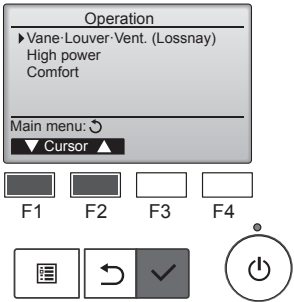 Operation
Vane·Louver·Vent. (Lossnay)
High power
Comfort
Main menu:
Cursor
F1 F2 F3 F4